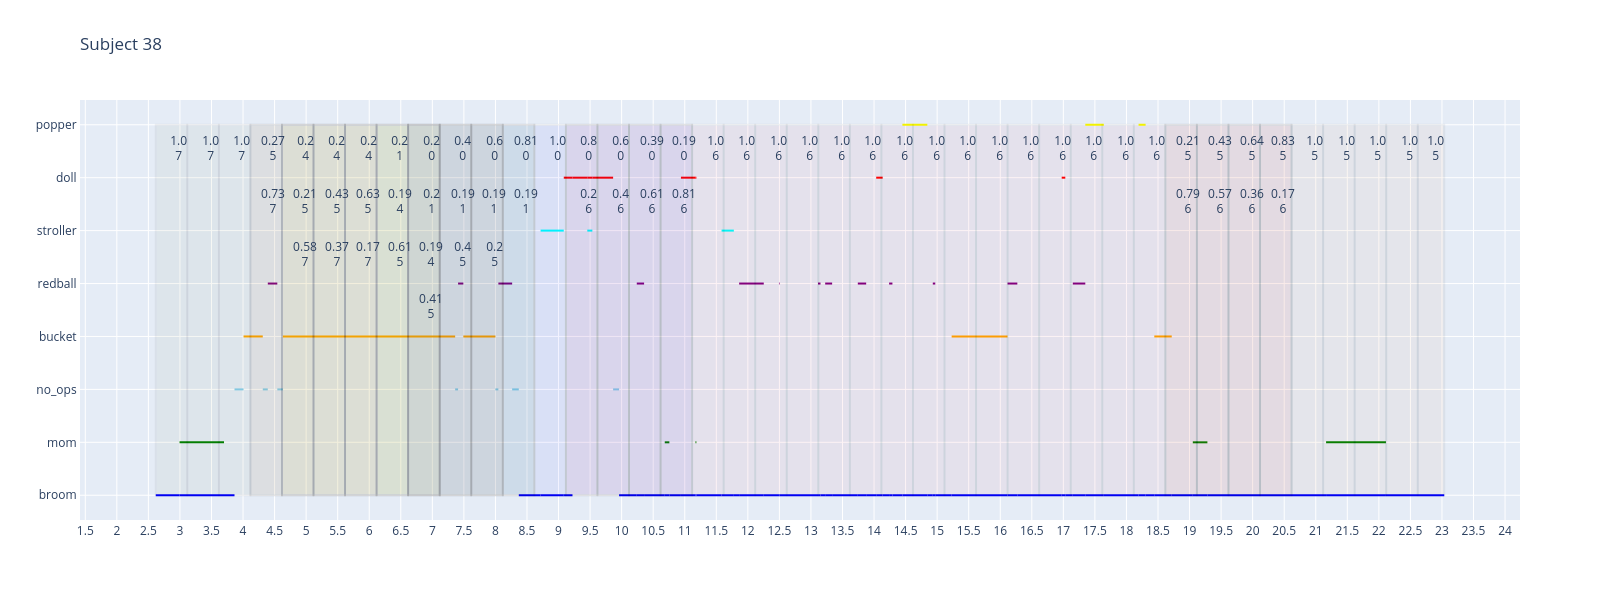 Subject 38
popper
1.0 1.0 1.0 0.27 0.2 0.2 0.2 0.2 0.2 0.4 0.6 0.81 1.0 0.8 0.6 0.39 0.19 1.0 1.0 1.0 1.0 1.0 1.0 1.0 1.0 1.0 1.0 1.0 1.0 1.0 1.0 1.0 0.21 0.43 0.64 0.83 1.0 1.0 1.0 1.0 1.0
7 7 7 5 4 4 4 1 0 0 0 0 0 0 0 0 0 6 6 6 6 6 6 6 6 6 6 6 6 6 6 6 5 6 6 6 5 5 5 5 5
doll
0.73 0.21 0.43 0.63 0.19 0.2 0.19 0.19 0.19 0.2 0.4 0.61 0.81 0.79 0.57 0.36 0.17
7 5 5 5 4 1 1 1 1 6 6 6 6 6 6 6 6
stroller
0.58 0.37 0.17 0.61 0.19 0.4 0.2
7 7 7 5 4 5 5
redball
0.41
5
bucket
no_ops
mom
broom
1.5 2 2.5 3 3.5 4 4.5 5 5.5 6 6.5 7 7.5 8 8.5 9 9.5 10 10.5 11 11.5 12 12.5 13 13.5 14 14.5 15 15.5 16 16.5 17 17.5 18 18.5 19 19.5 20 20.5 21 21.5 22 22.5 23 23.5 24